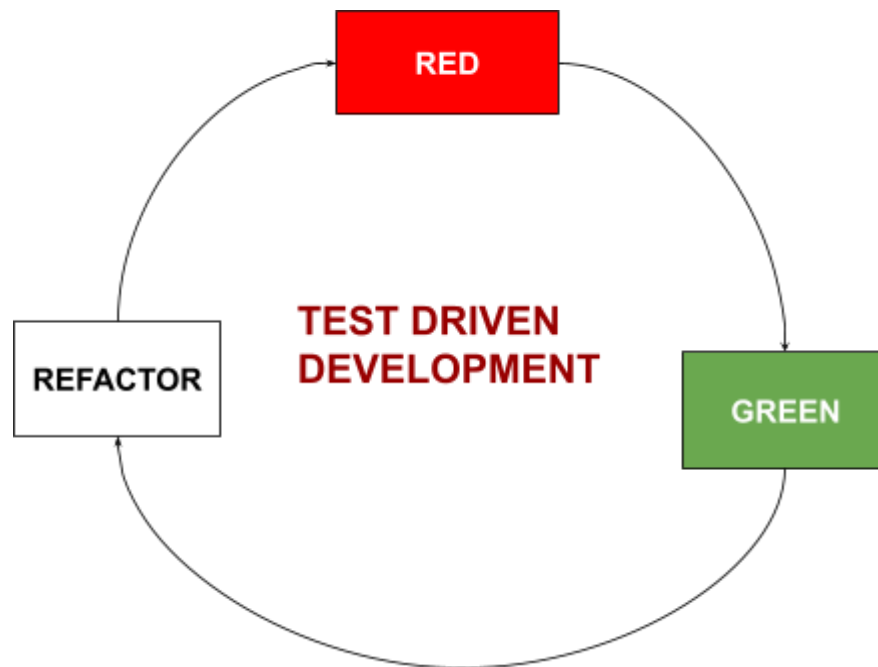 RED
TEST DRIVEN
DEVELOPMENT
REFACTOR
GREEN